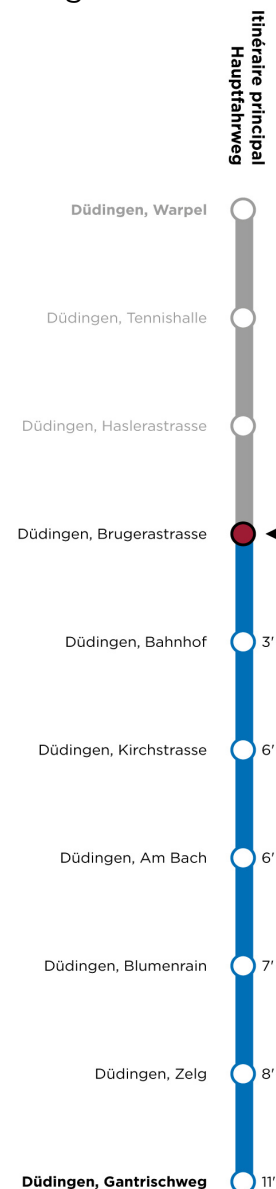 Itinéraire principal
Hauptfahrweg
Düdingen, Warpel
Düdingen, Tennishalle
Düdingen, Haslerastrasse
Düdingen, Brugerastrasse
Düdingen, Bahnhof 3'
Düdingen, Kirchstrasse 6'
Düdingen, Am Bach 6'
Düdingen, Blumenrain 7'
Düdingen, Zelg 8'
Düdingen, Gantrischweg 11'